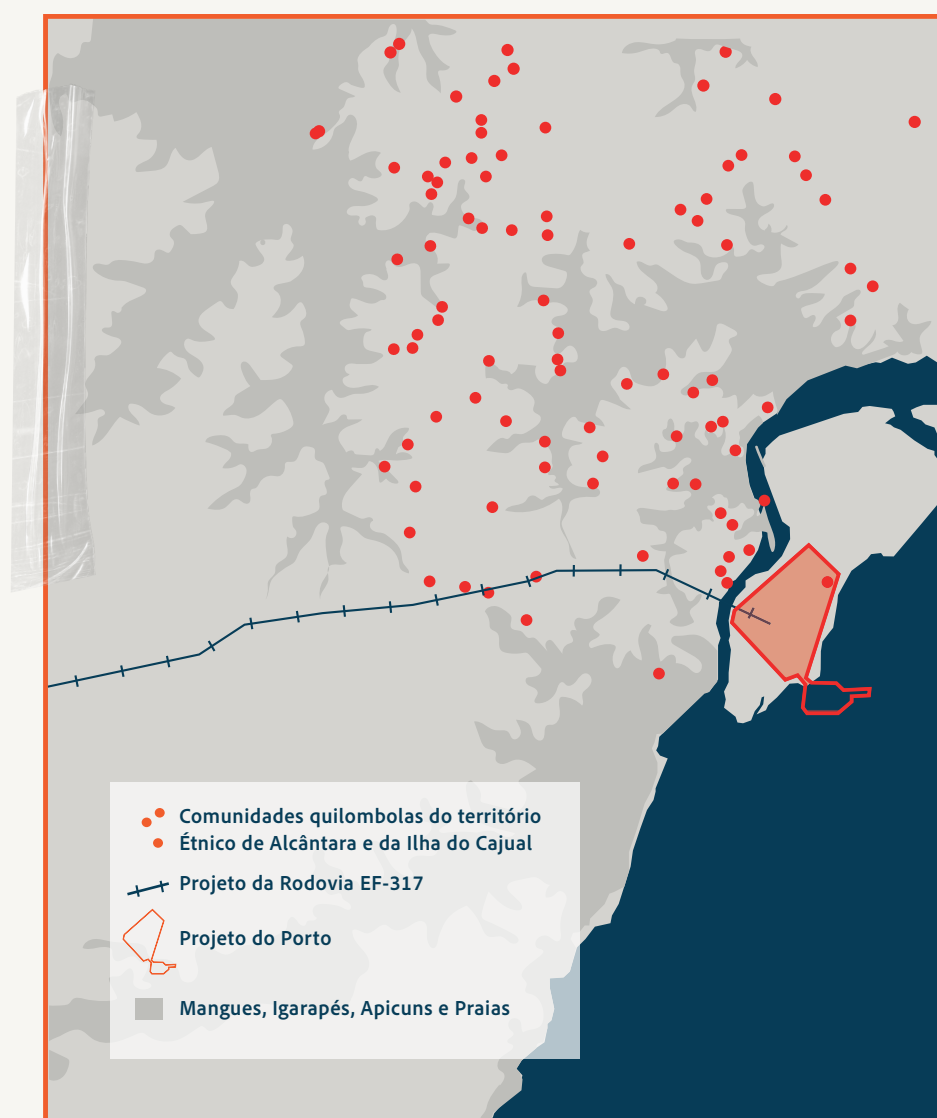 Comunidades quilombolas do território
Étnico de Alcântara e da Ilha do Cajual
Projeto da Rodovia EF-317
Projeto do Porto
Mangues, Igarapés, Apicuns e Praias